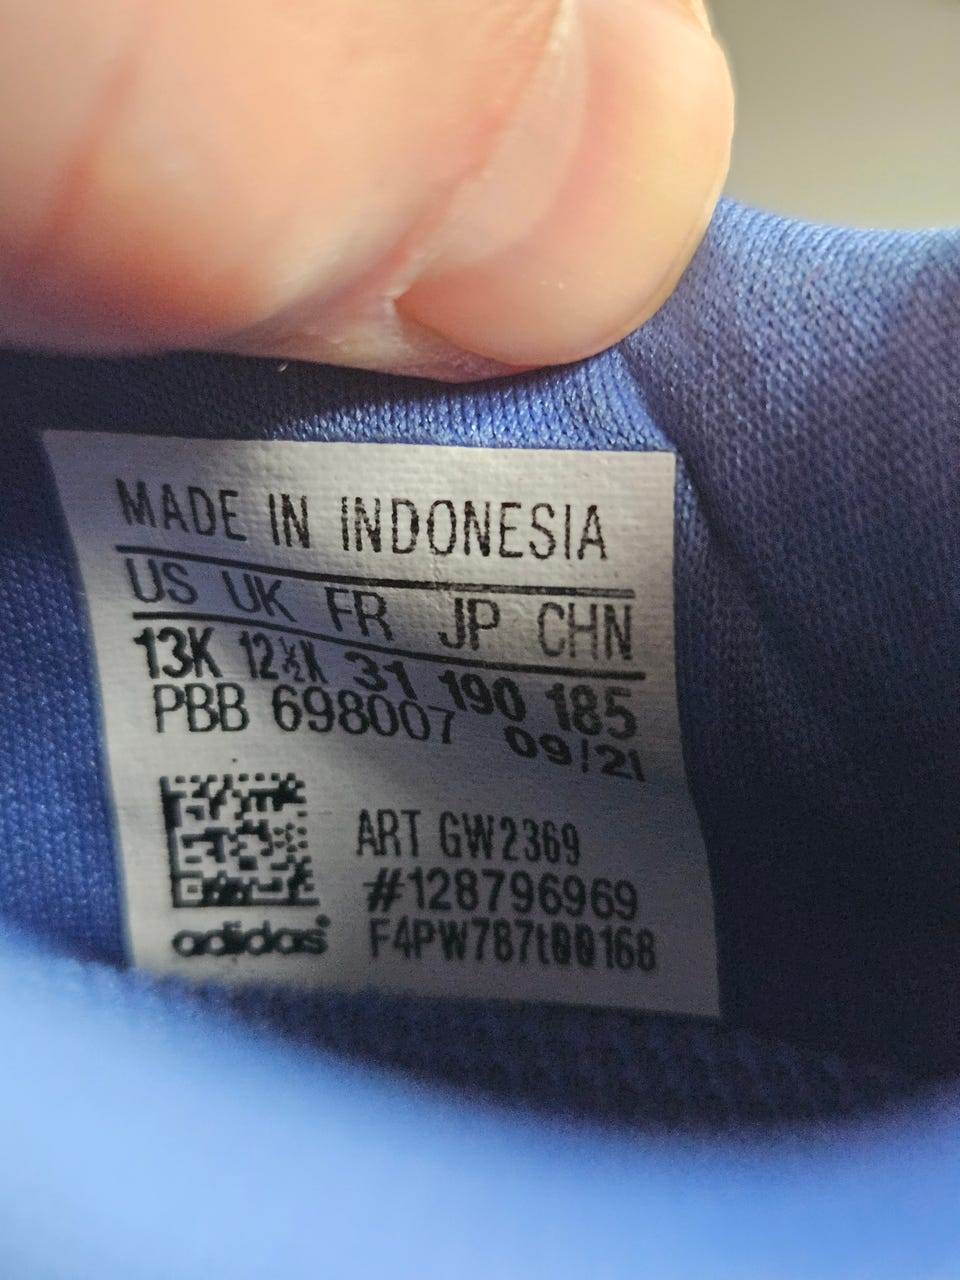 MADE IN INDONESIA
US UK FR JP CHN
13K 12½K 31 190 185
PBB 698007 09/21
ART GW2369
#128796969
adidas® F4PW787t00168